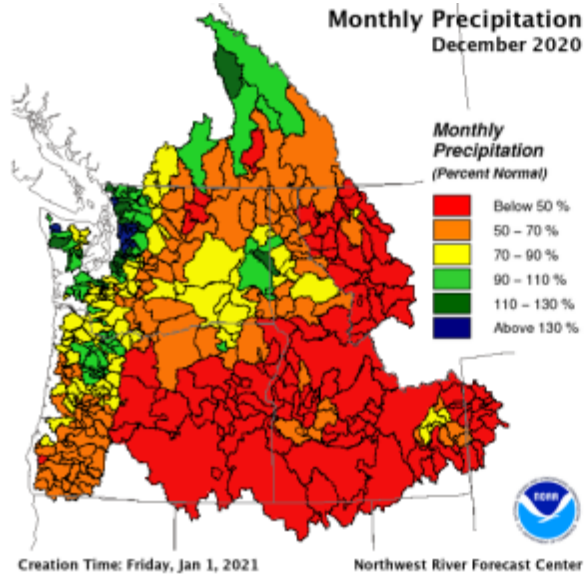 Monthly Precipitation
December 2020
Monthly
Precipitation
(Percent Normal)
Below 50 %
50 - 70 %
70 - 90 %
90 - 110 %
110 - 130 %
Above 130 %
NOAA
Creation Time: Friday, Jan 1, 2021
Northwest River Forecast Center